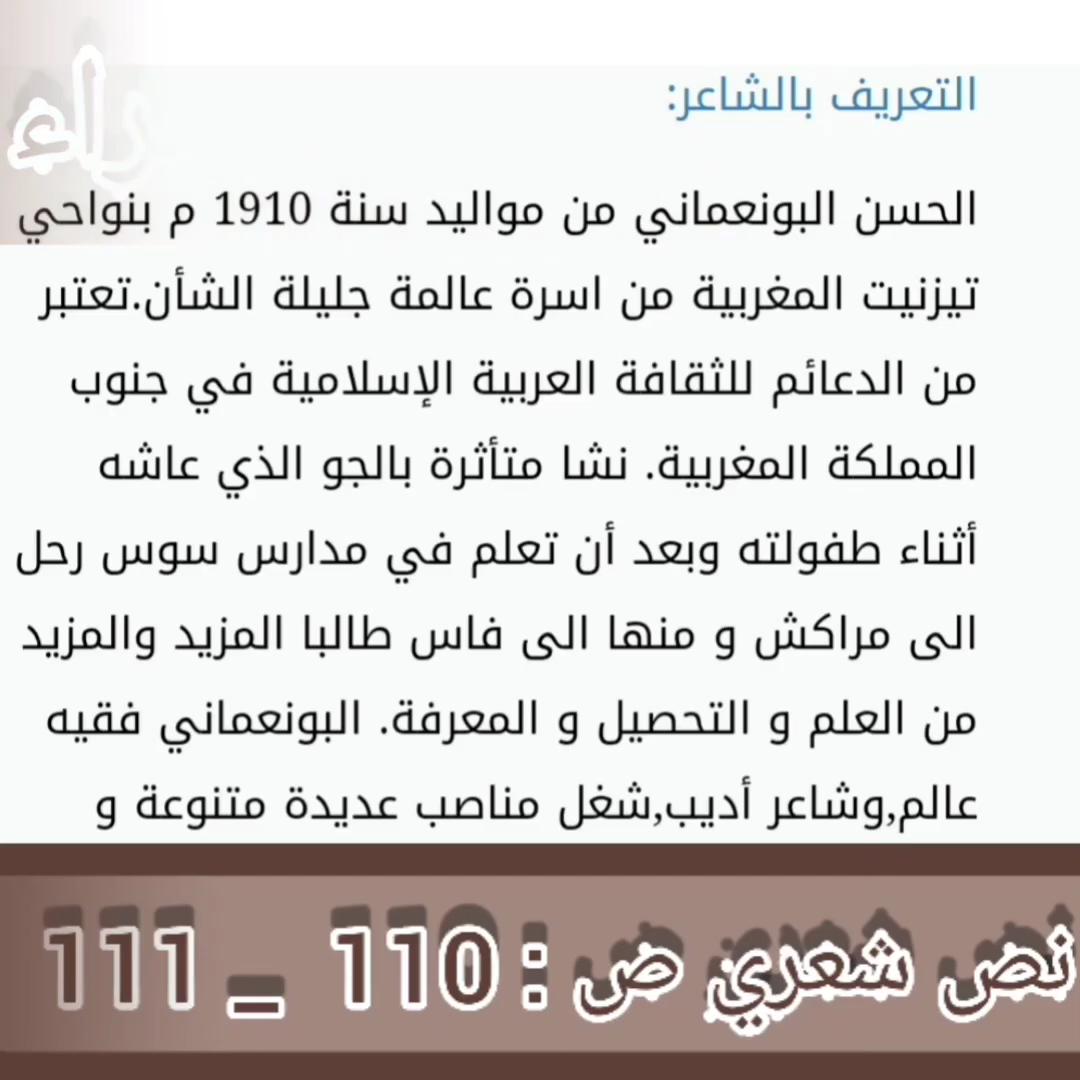 التعريف بالشاعر:
الحسن البونعماني من مواليد سنة 1910 م بنواحي
تيزنيت المغربية من اسرة عالمة جليلة الشأن.تعتبر
من الدعائم للثقافة العربية الإسلامية في جنوب
المملكة المغربية. نشا متأثرة بالجو الذي عاشه
أثناء طفولته وبعد أن تعلم في مدارس سوس رحل
الى مراكش و منها الى فاس طالبا المزيد والمزيد
من العلم و التحصيل و المعرفة. البونعماني فقيه
عالم,وشاعر أديب,شغل مناصب عديدة متنوعة و
نض شعري ض : 110 _ 111